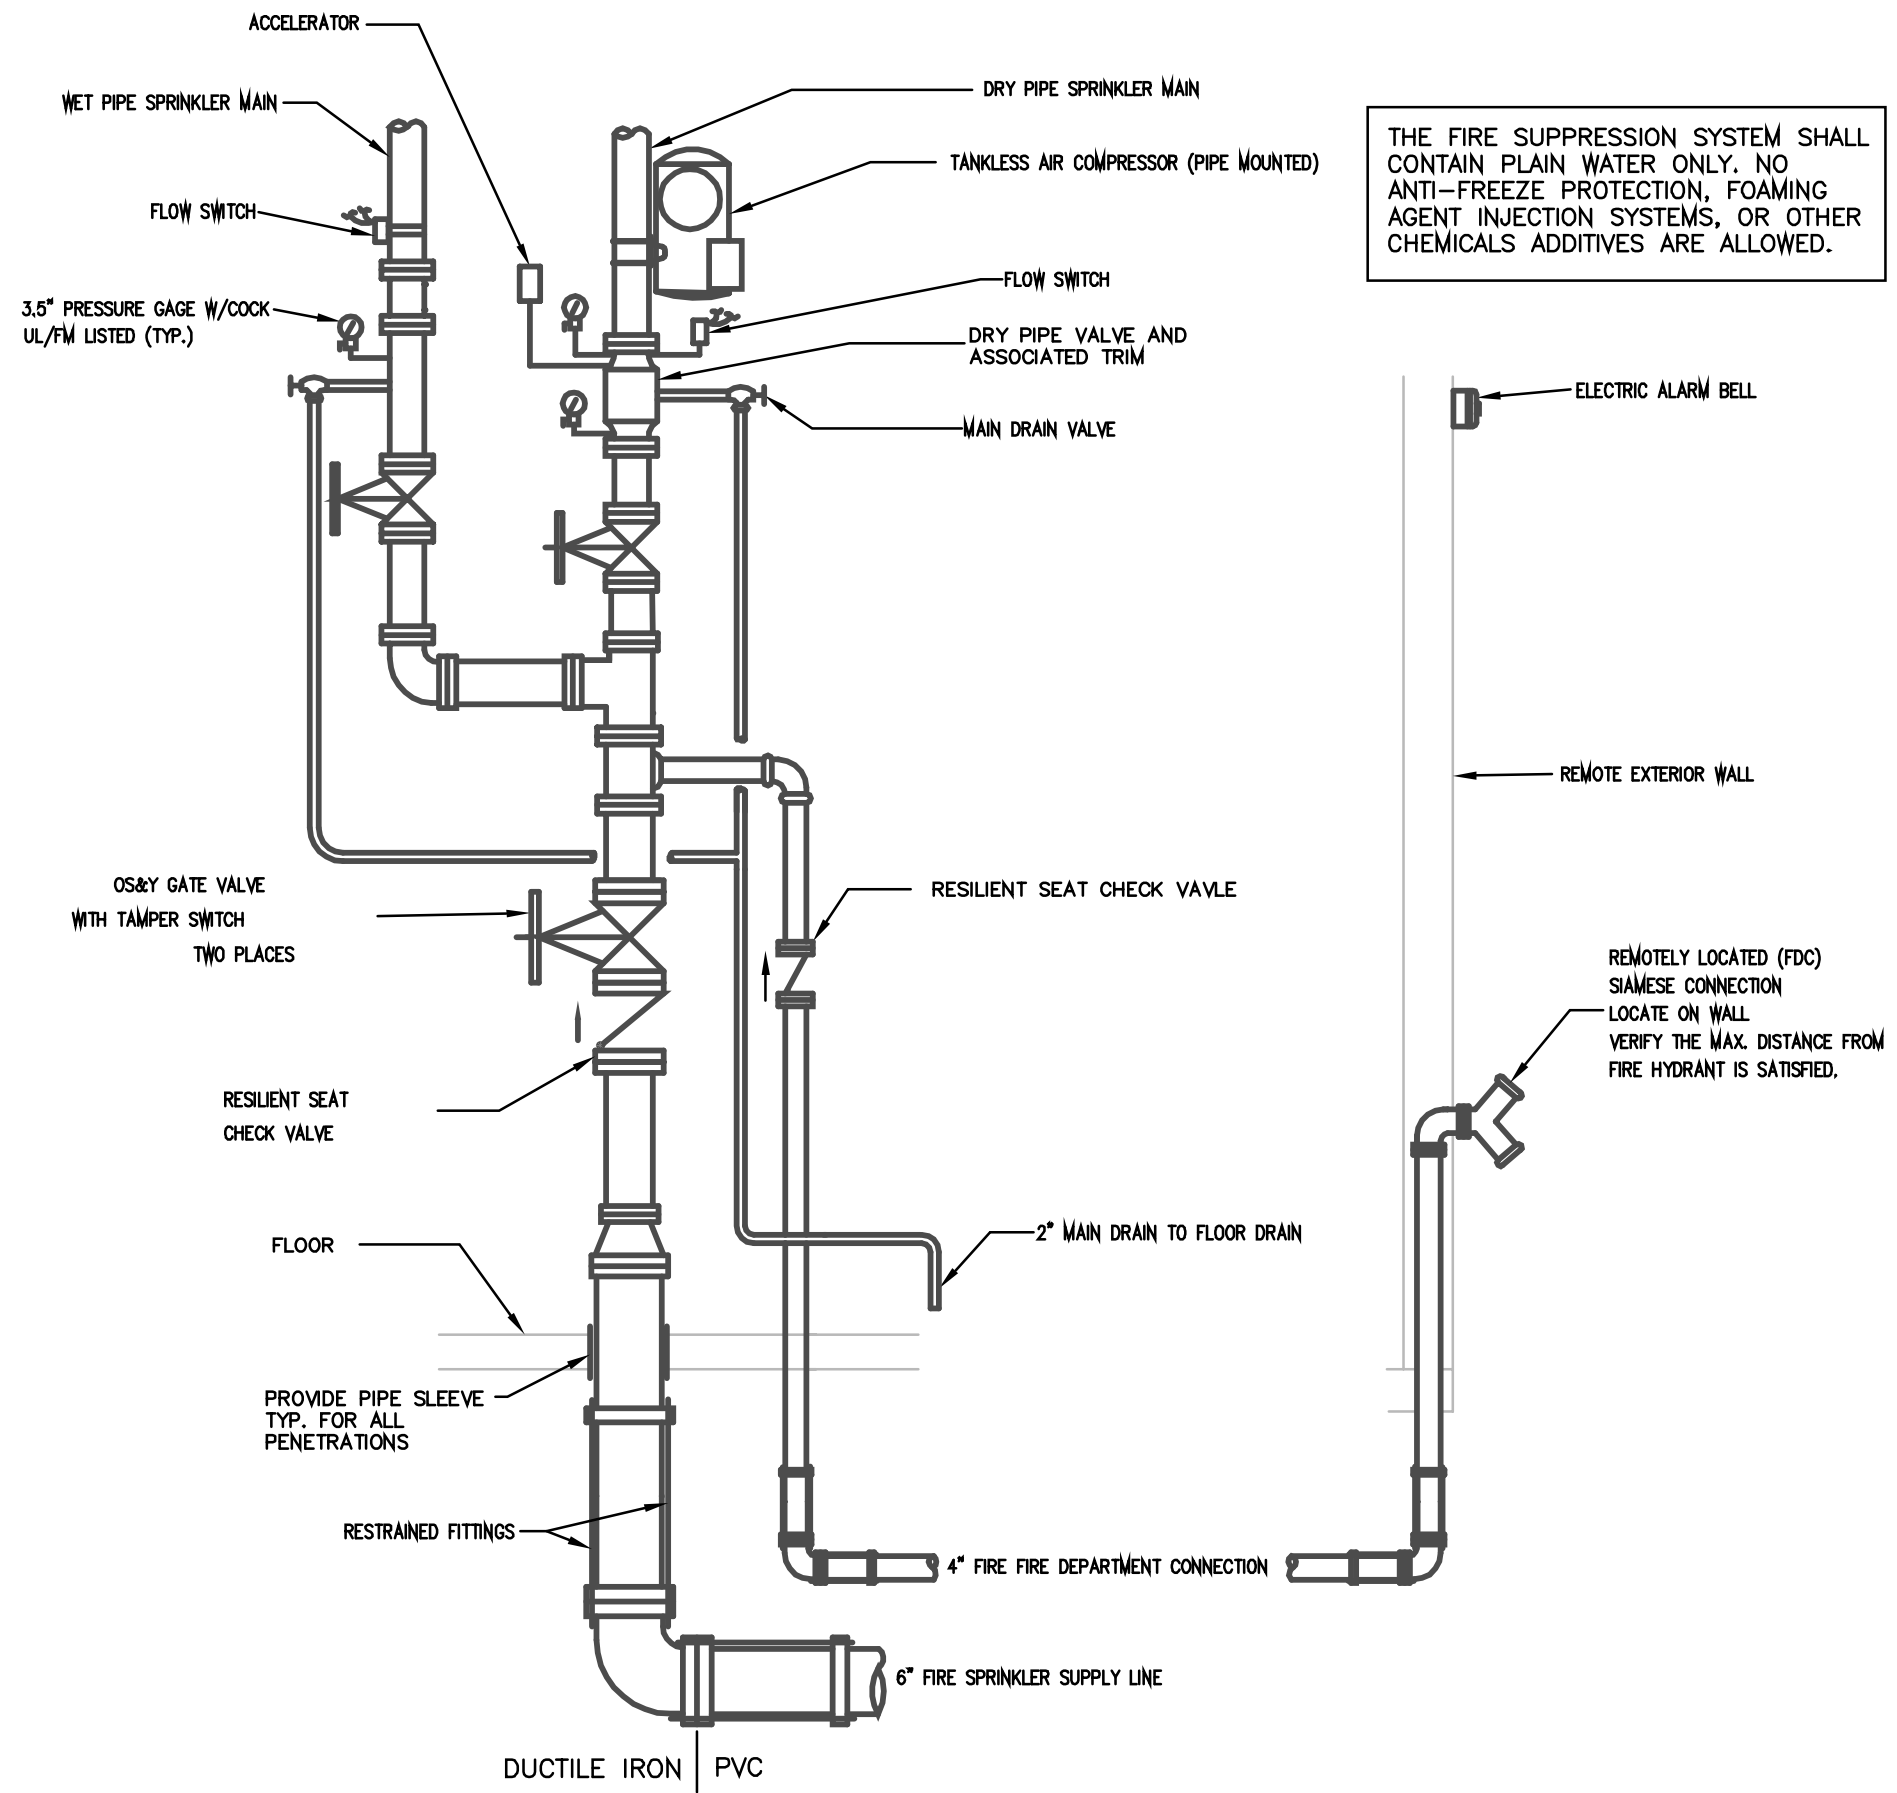 ACCELERATOR
WET PIPE SPRINKLER MAIN
DRY PIPE SPRINKLER MAIN
THE FIRE SUPPRESSION SYSTEM SHALL
CONTAIN PLAIN WATER ONLY. NO
ANTI-FREEZE PROTECTION, FOAMING
AGENT INJECTION SYSTEMS, OR OTHER
CHEMICALS ADDITIVES ARE ALLOWED.
TANKLESS AIR COMPRESSOR (PIPE MOUNTED)
FLOW SWITCH
FLOW SWITCH
3.5" PRESSURE GAGE W/COCK
UL/FM LISTED (TYP.)
DRY PIPE VALVE AND
ASSOCIATED TRIM
ELECTRIC ALARM BELL
MAIN DRAIN VALVE
REMOTE EXTERIOR WALL
OS&Y GATE VALVE
WITH TAMPER SWITCH
TWO PLACES
RESILIENT SEAT CHECK VAVLE
REMOTELY LOCATED (FDC)
SIAMESE CONNECTION
LOCATE ON WALL
VERIFY THE MAX. DISTANCE FROM
FIRE HYDRANT IS SATISFIED.
RESILIENT SEAT
CHECK VALVE
FLOOR
2" MAIN DRAIN TO FLOOR DRAIN
PROVIDE PIPE SLEEVE
TYP. FOR ALL
PENETRATIONS
RESTRAINED FITTINGS
4" FIRE FIRE DEPARTMENT CONNECTION
6" FIRE SPRINKLER SUPPLY LINE
DUCTILE IRON PVC